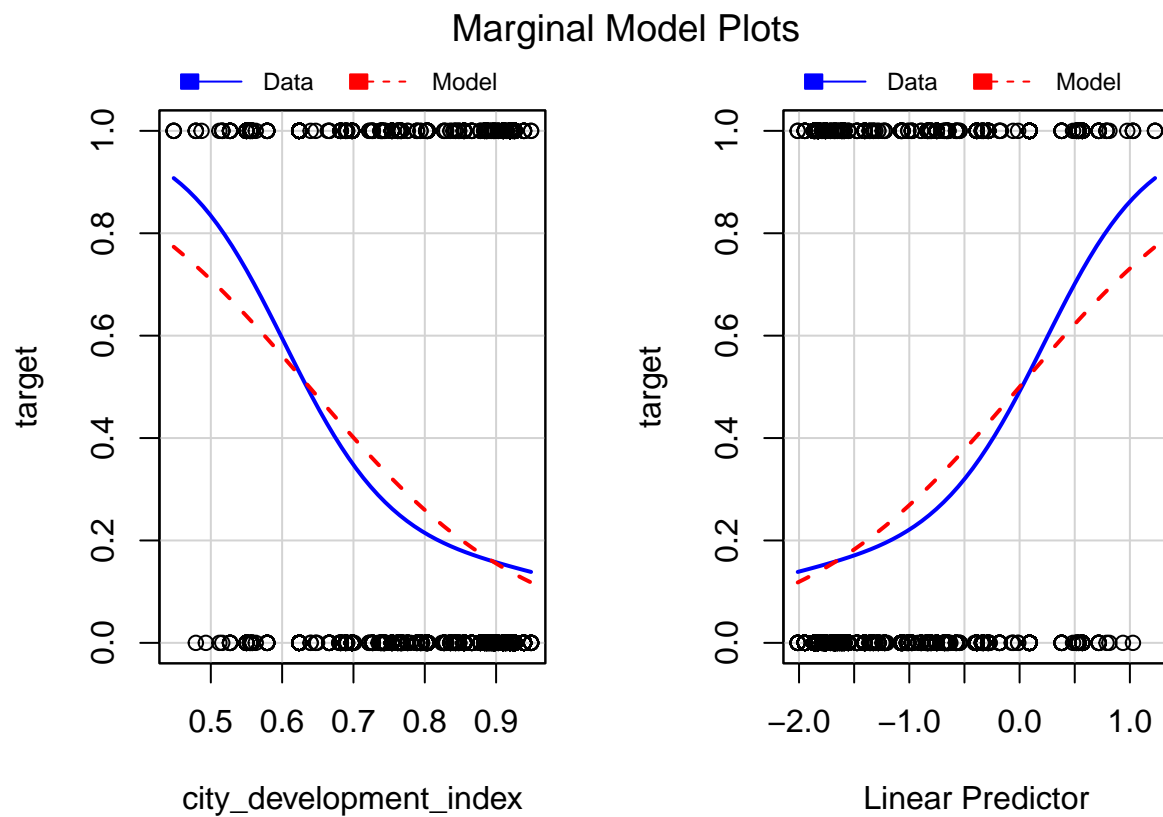 Marginal Model Plots
Data Model
target
1.0
0.8
0.6
0.4
0.2
0.0
0.5 0.6 0.7 0.8 0.9
city_development_index
Data Model
target
1.0
0.8
0.6
0.4
0.2
0.0
−2.0 −1.0 0.0 1.0
Linear Predictor